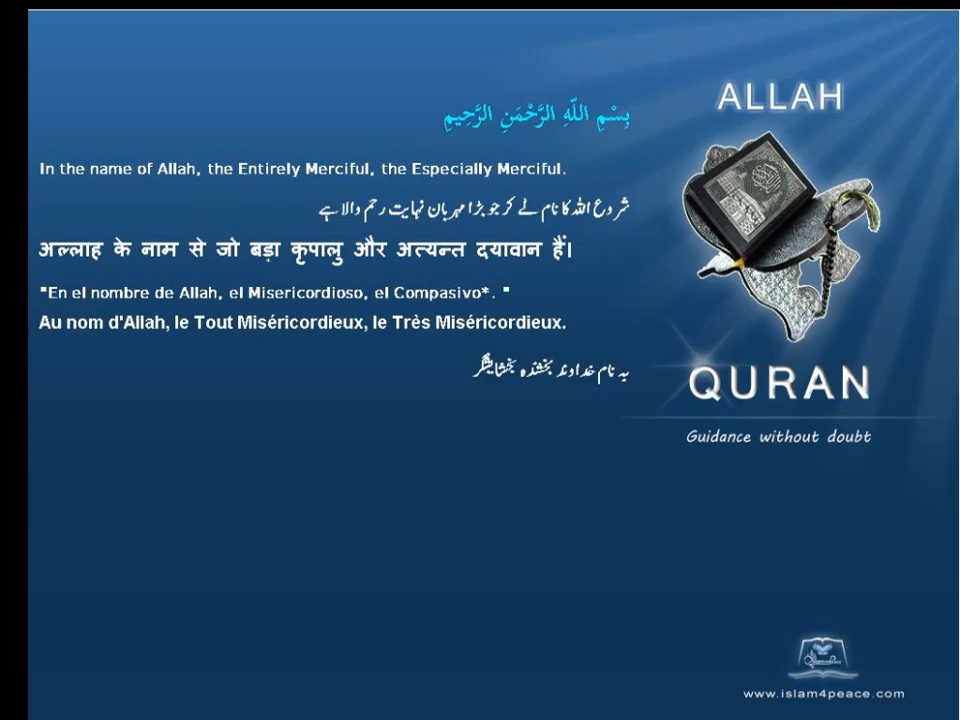 بِسْمِ اللَّهِ الرَّحْمَنِ الرَّحِيمِ
In the name of Allah, the Entirely Merciful, the Especially Merciful.
شروع الله کا نام لے کر جو بڑا مہربان نہایت رحم والا ہے
अल्लाह के नाम से जो बड़ा कृपालु और अत्यन्त दयावान हैं।
"En el nombre de Allah, el Misericordioso, el Compasivo*. "
Au nom d'Allah, le Tout Miséricordieux, le Très Miséricordieux.
به نام خداوند بخشنده بخشایشگر
ALLAH
QURAN
Guidance without doubt
www.islam4peace.com